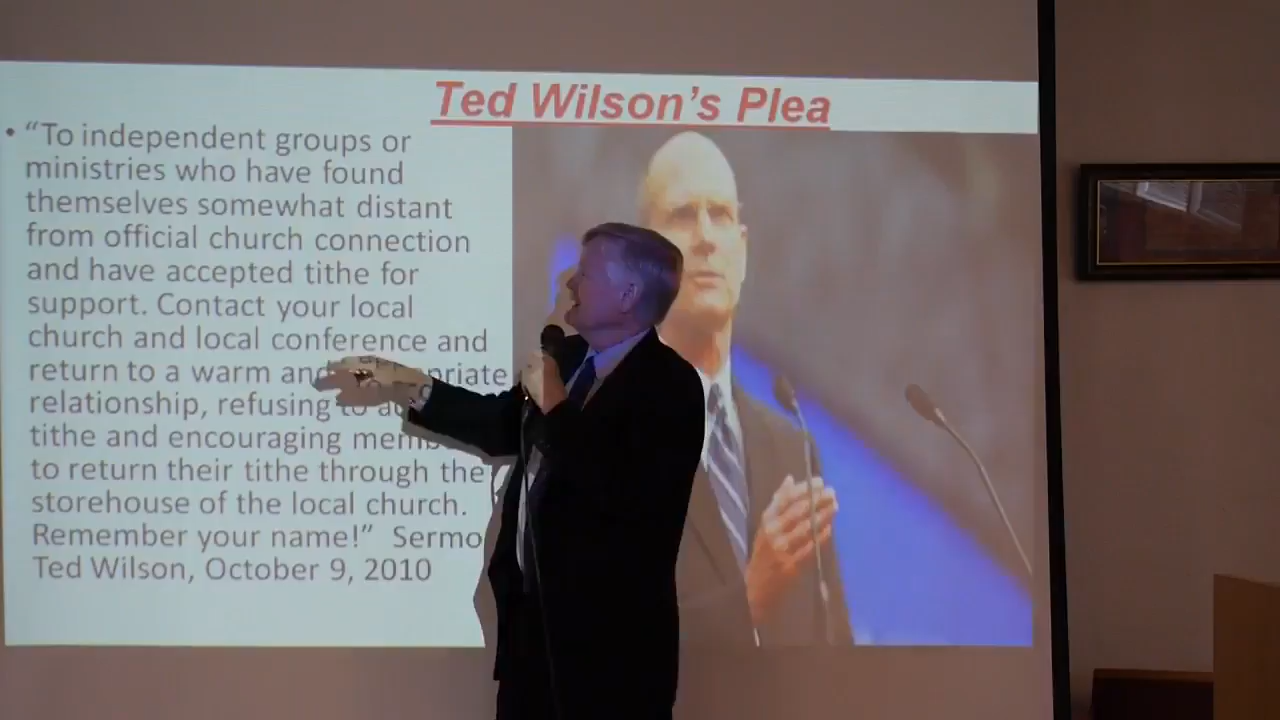 Ted Wilson's Plea
• “To independent groups or
ministries who have found
themselves somewhat distant
from official church connection
and have accepted tithe for
support. Contact your local
church and local conference and
return to a warm and
relationship, refusing to
tithe and encouraging
to return their tithe through the
storehouse of the local church.
Remember your name!” Sermo
Ted Wilson, October 9, 2010